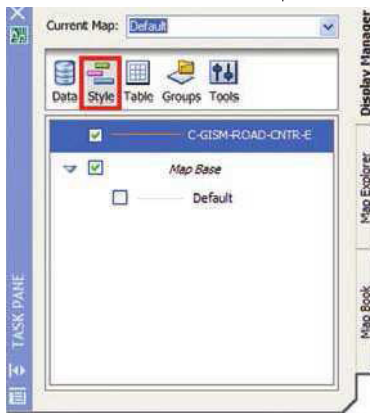 Current Map: Default
Data Style Table Groups Tools
C-GISM-ROAD-CNTR-E
Map Base
Default
Display Manager
Map Explorer
Map Book
TASK PANE